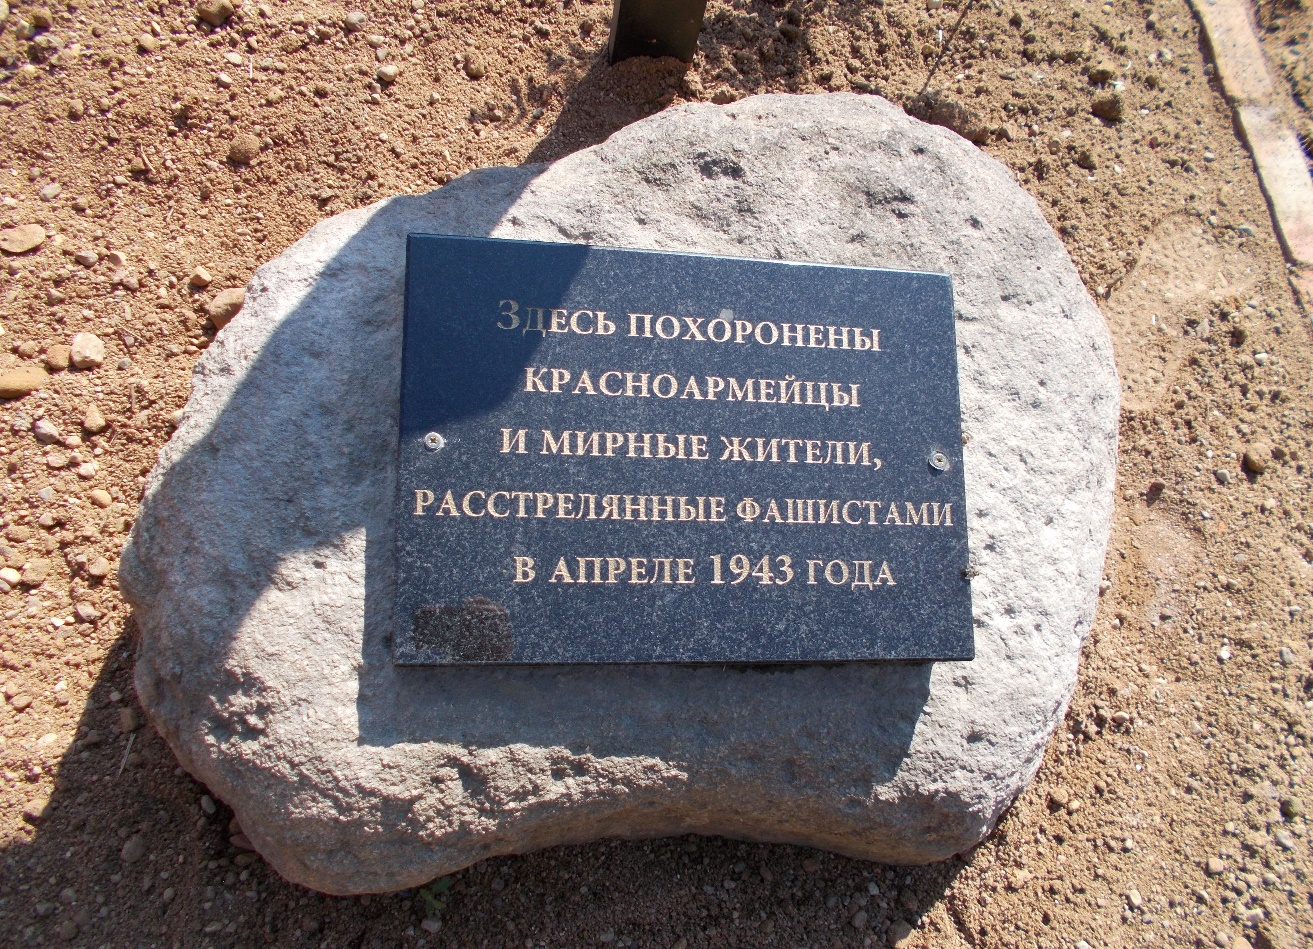 Здесь похоронены
красноармейцы
и мирные жители,
расстрелянные фашистами
в апреле 1943 года